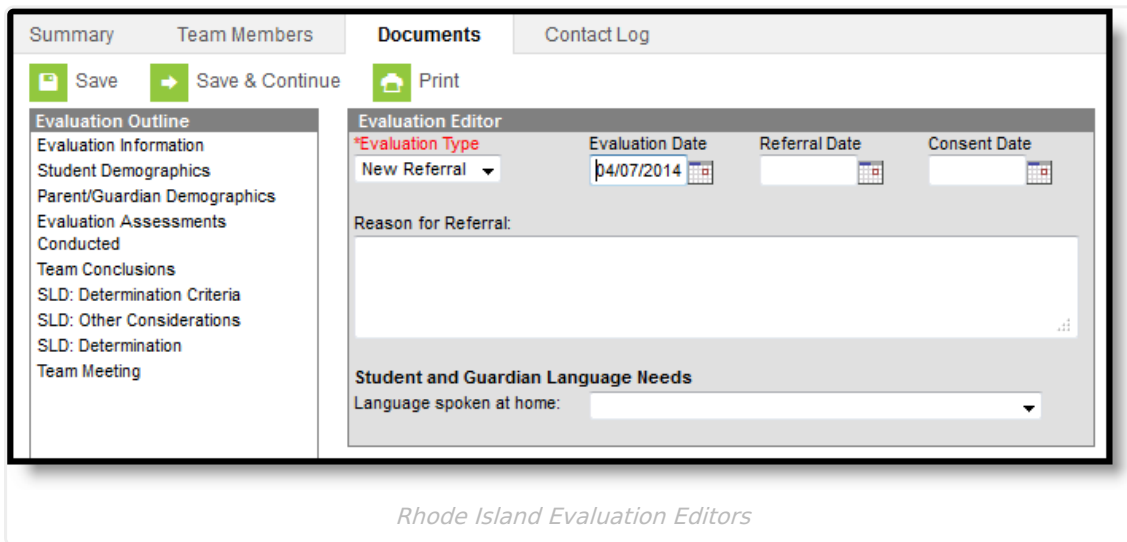 Summary Team Members Documents Contact Log
Save Save & Continue Print
Evaluation Outline
Evaluation Information
Student Demographics
Parent/Guardian Demographics
Evaluation Assessments
Conducted
Team Conclusions
SLD: Determination Criteria
SLD: Other Considerations
SLD: Determination
Team Meeting
Evaluation Editor
*Evaluation Type Evaluation Date Referral Date Consent Date
New Referral 04/07/2014
Reason for Referral:
Student and Guardian Language Needs
Language spoken at home:
Rhode Island Evaluation Editors